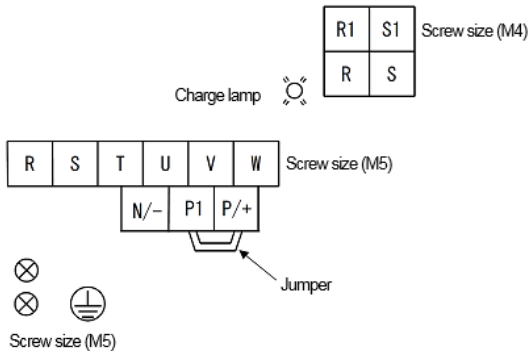 R1 S1 Screw size (M4)
R S
Charge lamp
R S T U V W Screw size (M5)
N/- P1 P/+
Jumper
Screw size (M5)